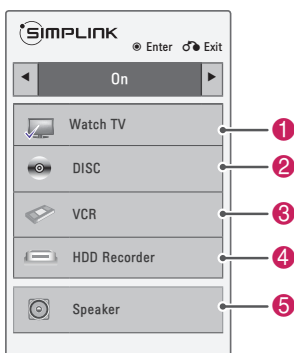 SIMPLINK
Enter Exit
◄ On ►
Watch TV 1
DISC 2
VCR 3
HDD Recorder 4
Speaker 5